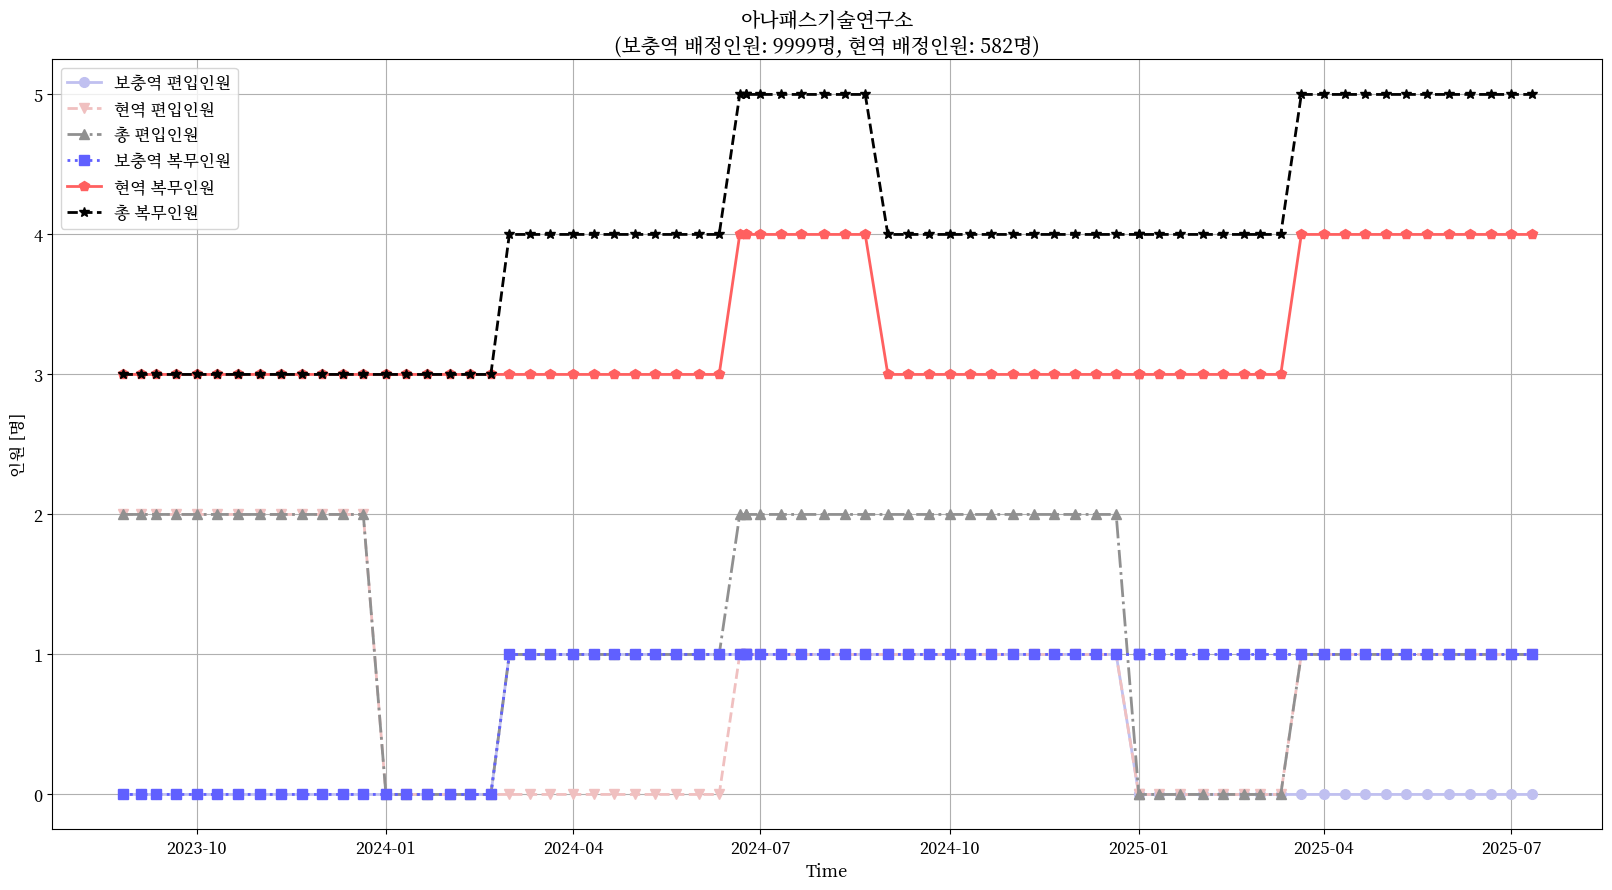 아나패스기술연구소
(보충역 배정인원: 9999명, 현역 배정인원: 582명)
보충역 편입인원
현역 편입인원
총 편입인원
보충역 복무인원
현역 복무인원
총 복무인원
인원 [명]
5
4
3
2
1
0
2023-10
2024-01
2024-04
2024-07
2024-10
2025-01
2025-04
2025-07
Time